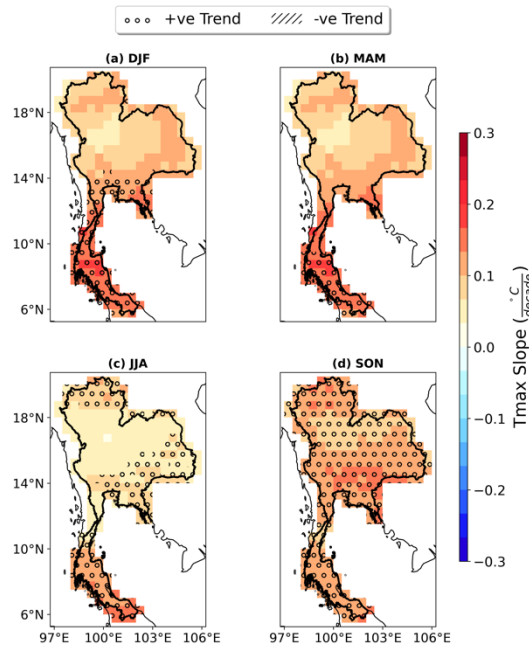 +ve Trend -ve Trend
(a) DJF (b) MAM
18°N
14°N
10°N
6°N
(c) JJA (d) SON
18°N
14°N
10°N
6°N
97°E 100°E 103°E 106°E 97°E 100°E 103°E 106°E
0.3
0.2
0.1
0.0
−0.1
−0.2
−0.3
Tmax Slope (°C/decade)